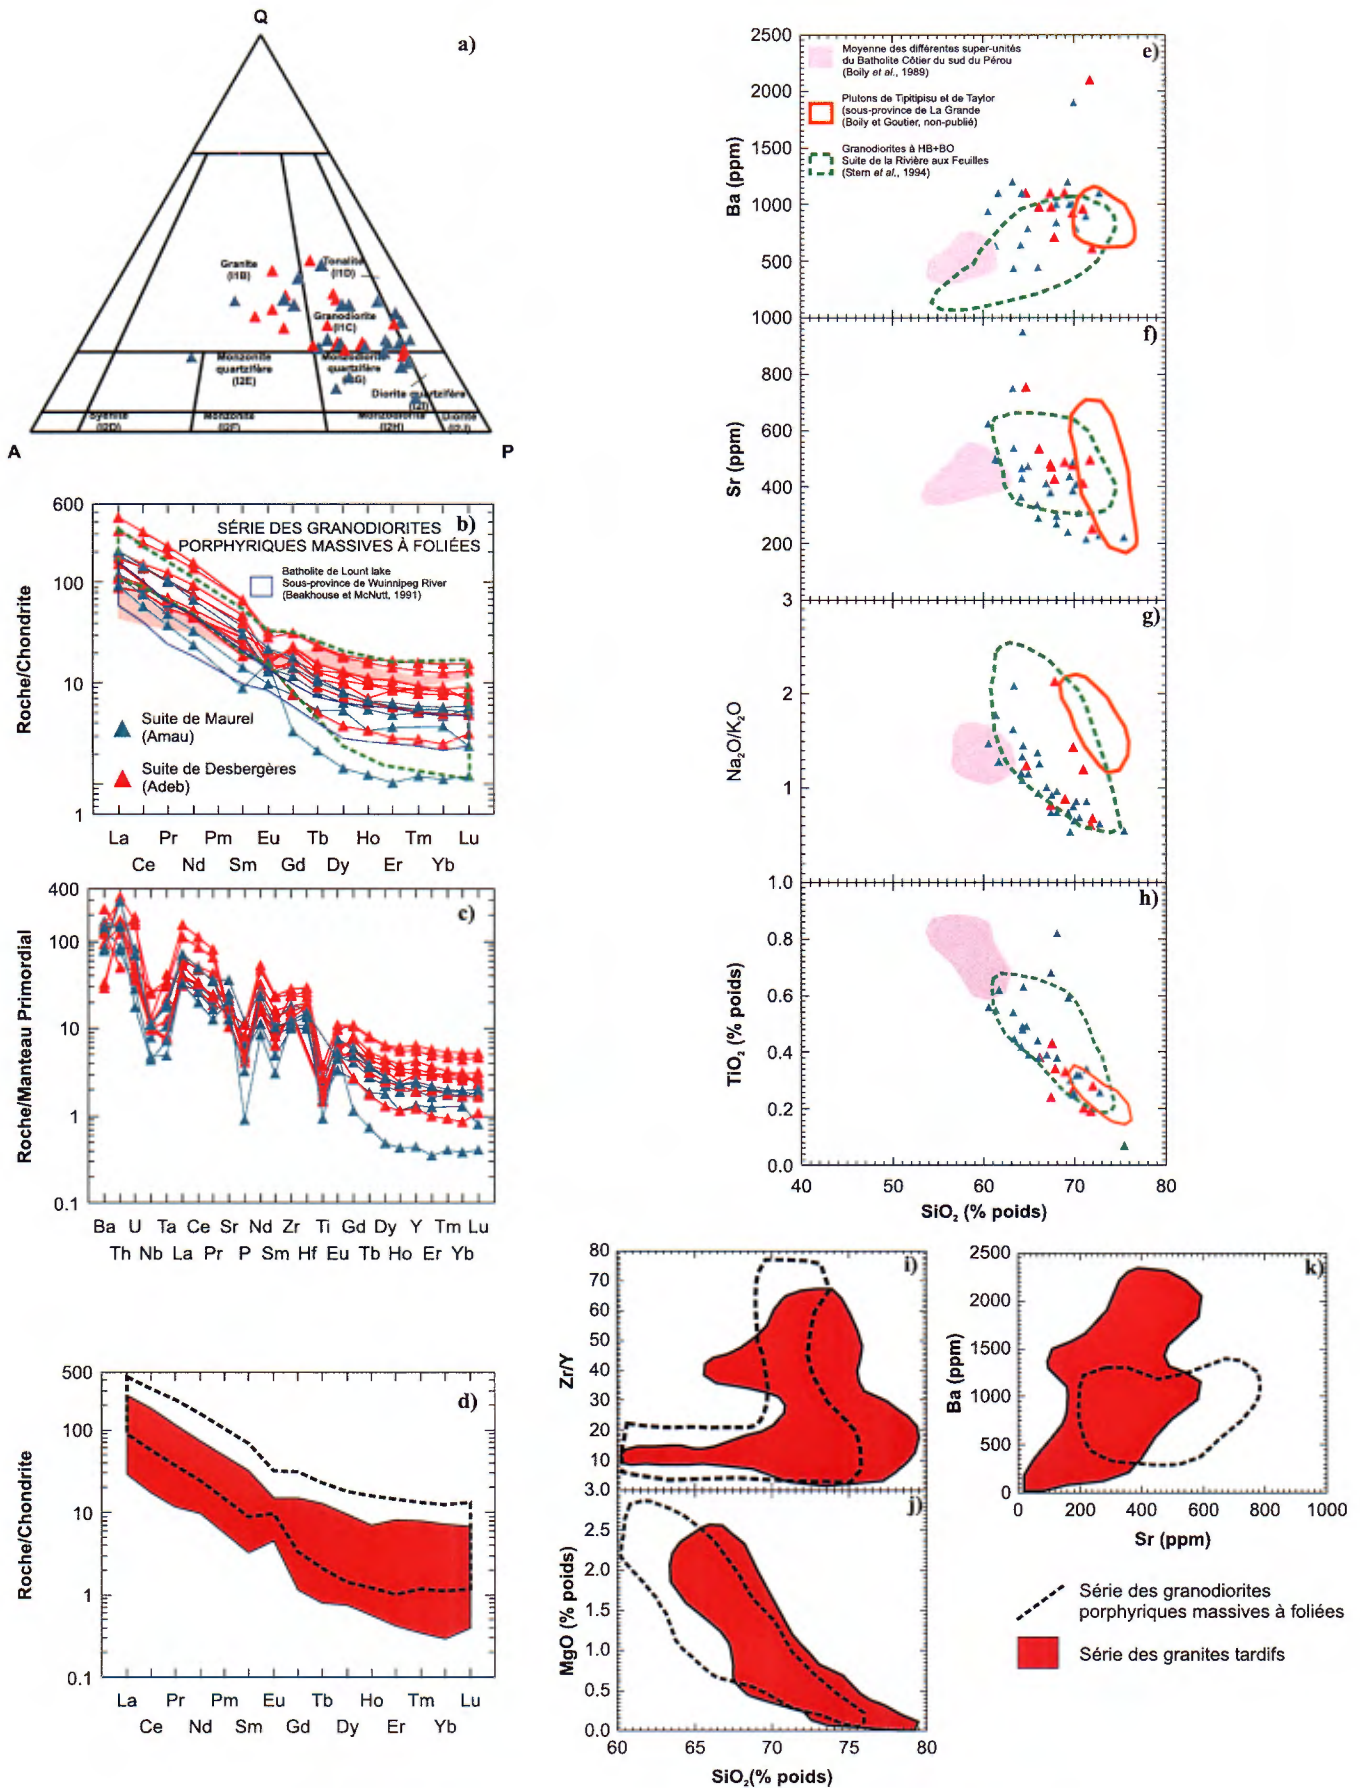 Q
a)
Granite
(I1B)
Tonalite
(I1D)
Granodiorite
(I1C)
Monzonite
quartzifère
(I2E)
Monzodiorite
quartzifère
Diorite quartzifère
(I2I)
Syénite
(I2D)
Monzonite
(I2F)
Monzodiorite
(I2H)
Diorite
(I2J)
A
P
b)
SÉRIE DES GRANODIORITES
PORPHYRIQUES MASSIVES À FOLIÉES
Batholite de Lount lake
Sous-province de Wuinnipeg River
(Beakhouse et McNutt, 1991)
Suite de Maurel
(Amau)
Suite de Desbergères
(Adeb)
Roche/Chondrite
600
100
10
1
La Pr Pm Eu Tb Ho Tm Lu
Ce Nd Sm Gd Dy Er Yb
c)
Roche/Manteau Primordial
400
100
10
1
0.1
Ba U Ta Ce Sr Nd Zr Ti Gd Dy Y Tm Lu
Th Nb La Pr P Sm Hf Eu Tb Ho Er Yb
d)
Roche/Chondrite
500
100
10
1
0.1
La Pr Pm Eu Tb Ho Tm Lu
Ce Nd Sm Gd Dy Er Yb
e)
Moyenne des différentes super-unités
du Batholite Côtier du sud du Pérou
(Boily et al., 1989)
Plutons de Tipitipisu et de Taylor
(sous-province de La Grande
(Boily et Goutier, non-publié)
Granodiorites à HB+BO
Suite de la Rivière aux Feuilles
(Stern et al., 1994)
Ba (ppm)
2500
2000
1500
1000
500
1000
f)
Sr (ppm)
800
600
400
200
3
g)
Na2O/K2O
2
1
1.0
h)
TiO2 (% poids)
0.8
0.6
0.4
0.2
0.0
40 50 60 70 80
SiO2 (% poids)
i)
Zr/Y
80
70
60
50
40
30
20
10
3.0
j)
MgO (% poids)
2.5
2.0
1.5
1.0
0.5
0.0
60 65 70 75 80
SiO2(% poids)
k)
Ba (ppm)
2500
2000
1500
1000
500
0
0 200 400 600 800 1000
Sr (ppm)
Série des granodiorites
porphyriques massives à foliées
Série des granites tardifs